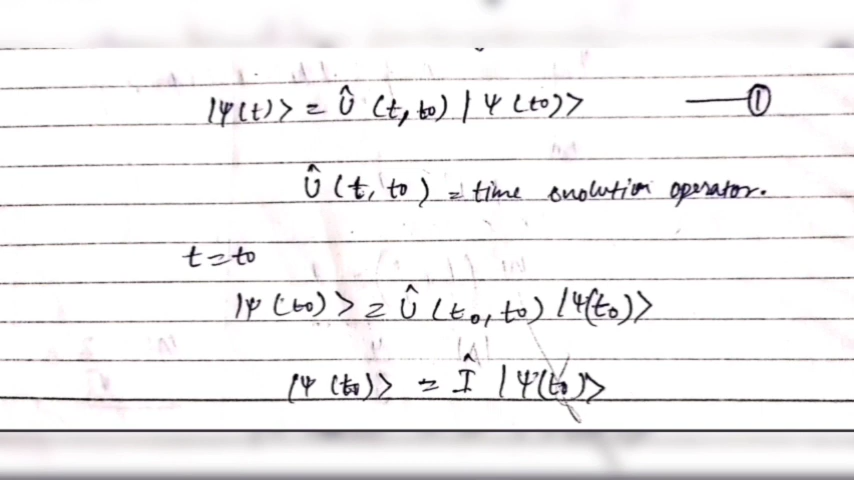 |Ψ(t)> = Û (t, t0) | Ψ (t0)> —— ①
Û (t, t0) = time evolution operator.
t = t0
|Ψ (t0)> = Û (t₀, t0) |Ψ(t₀)>
|Ψ (t0)> = Î |Ψ(t₀)>